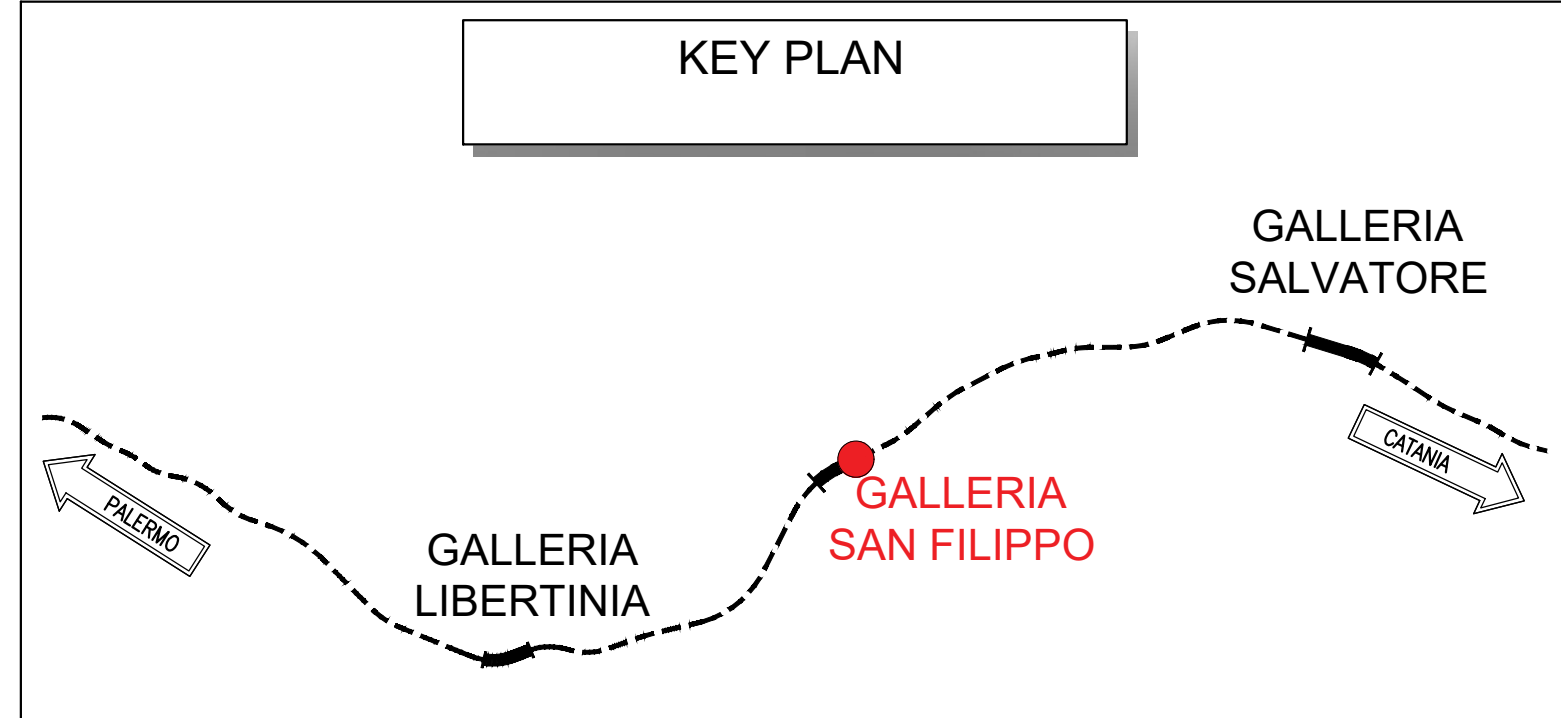 KEY PLAN
GALLERIA
SALVATORE
CATANIA
GALLERIA
SAN FILIPPO
PALERMO
GALLERIA
LIBERTINIA